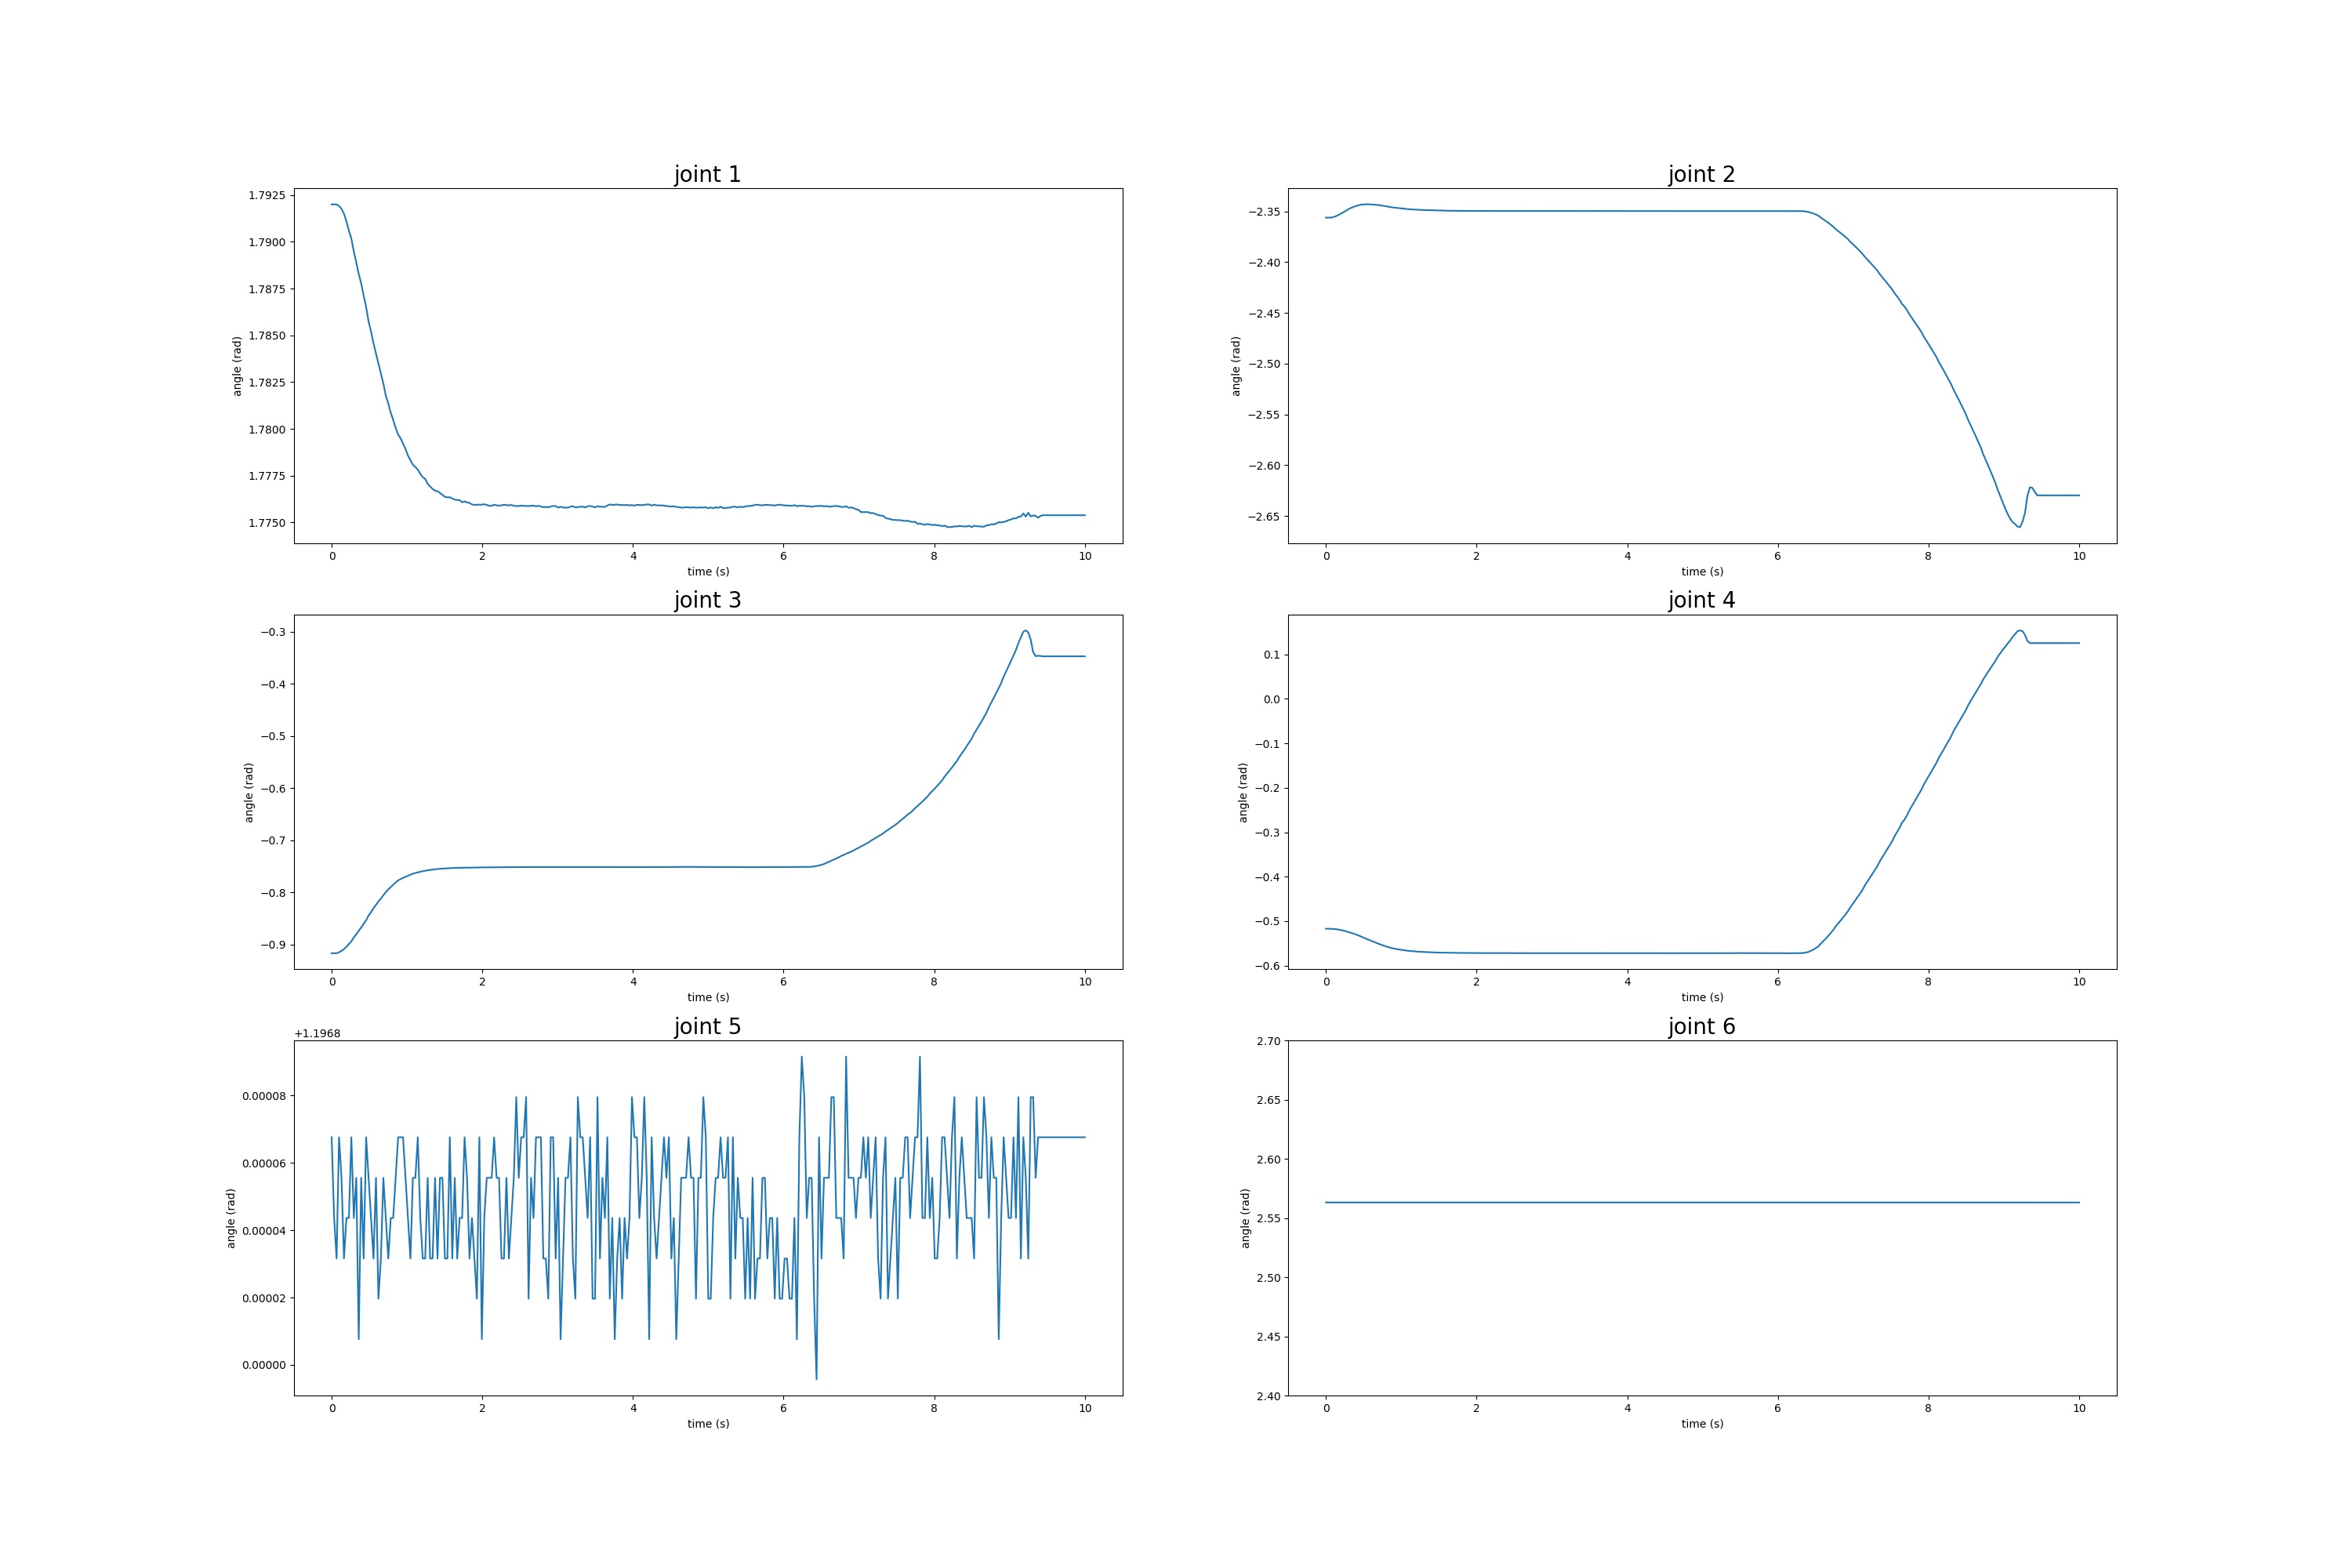 joint 1
1.7925
1.7900
1.7875
1.7850
1.7825
1.7800
1.7775
1.7750
angle (rad)
0 2 4 6 8 10
time (s)
joint 2
−2.35
−2.40
−2.45
−2.50
−2.55
−2.60
−2.65
angle (rad)
0 2 4 6 8 10
time (s)
joint 3
−0.3
−0.4
−0.5
−0.6
−0.7
−0.8
−0.9
angle (rad)
0 2 4 6 8 10
time (s)
joint 4
0.1
0.0
−0.1
−0.2
−0.3
−0.4
−0.5
−0.6
angle (rad)
0 2 4 6 8 10
time (s)
joint 5
+1.1968
0.00008
0.00006
0.00004
0.00002
0.00000
angle (rad)
0 2 4 6 8 10
time (s)
joint 6
2.70
2.65
2.60
2.55
2.50
2.45
2.40
angle (rad)
0 2 4 6 8 10
time (s)